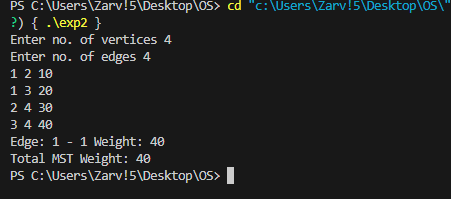 PS C:\Users\Zarv!5\Desktop\OS> cd "c:\Users\Zarv!5\Desktop\OS\"
?) { .\exp2 }
Enter no. of vertices 4
Enter no. of edges 4
1 2 10
1 3 20
2 4 30
3 4 40
Edge: 1 - 1 Weight: 40
Total MST Weight: 40
PS C:\Users\Zarv!5\Desktop\OS>